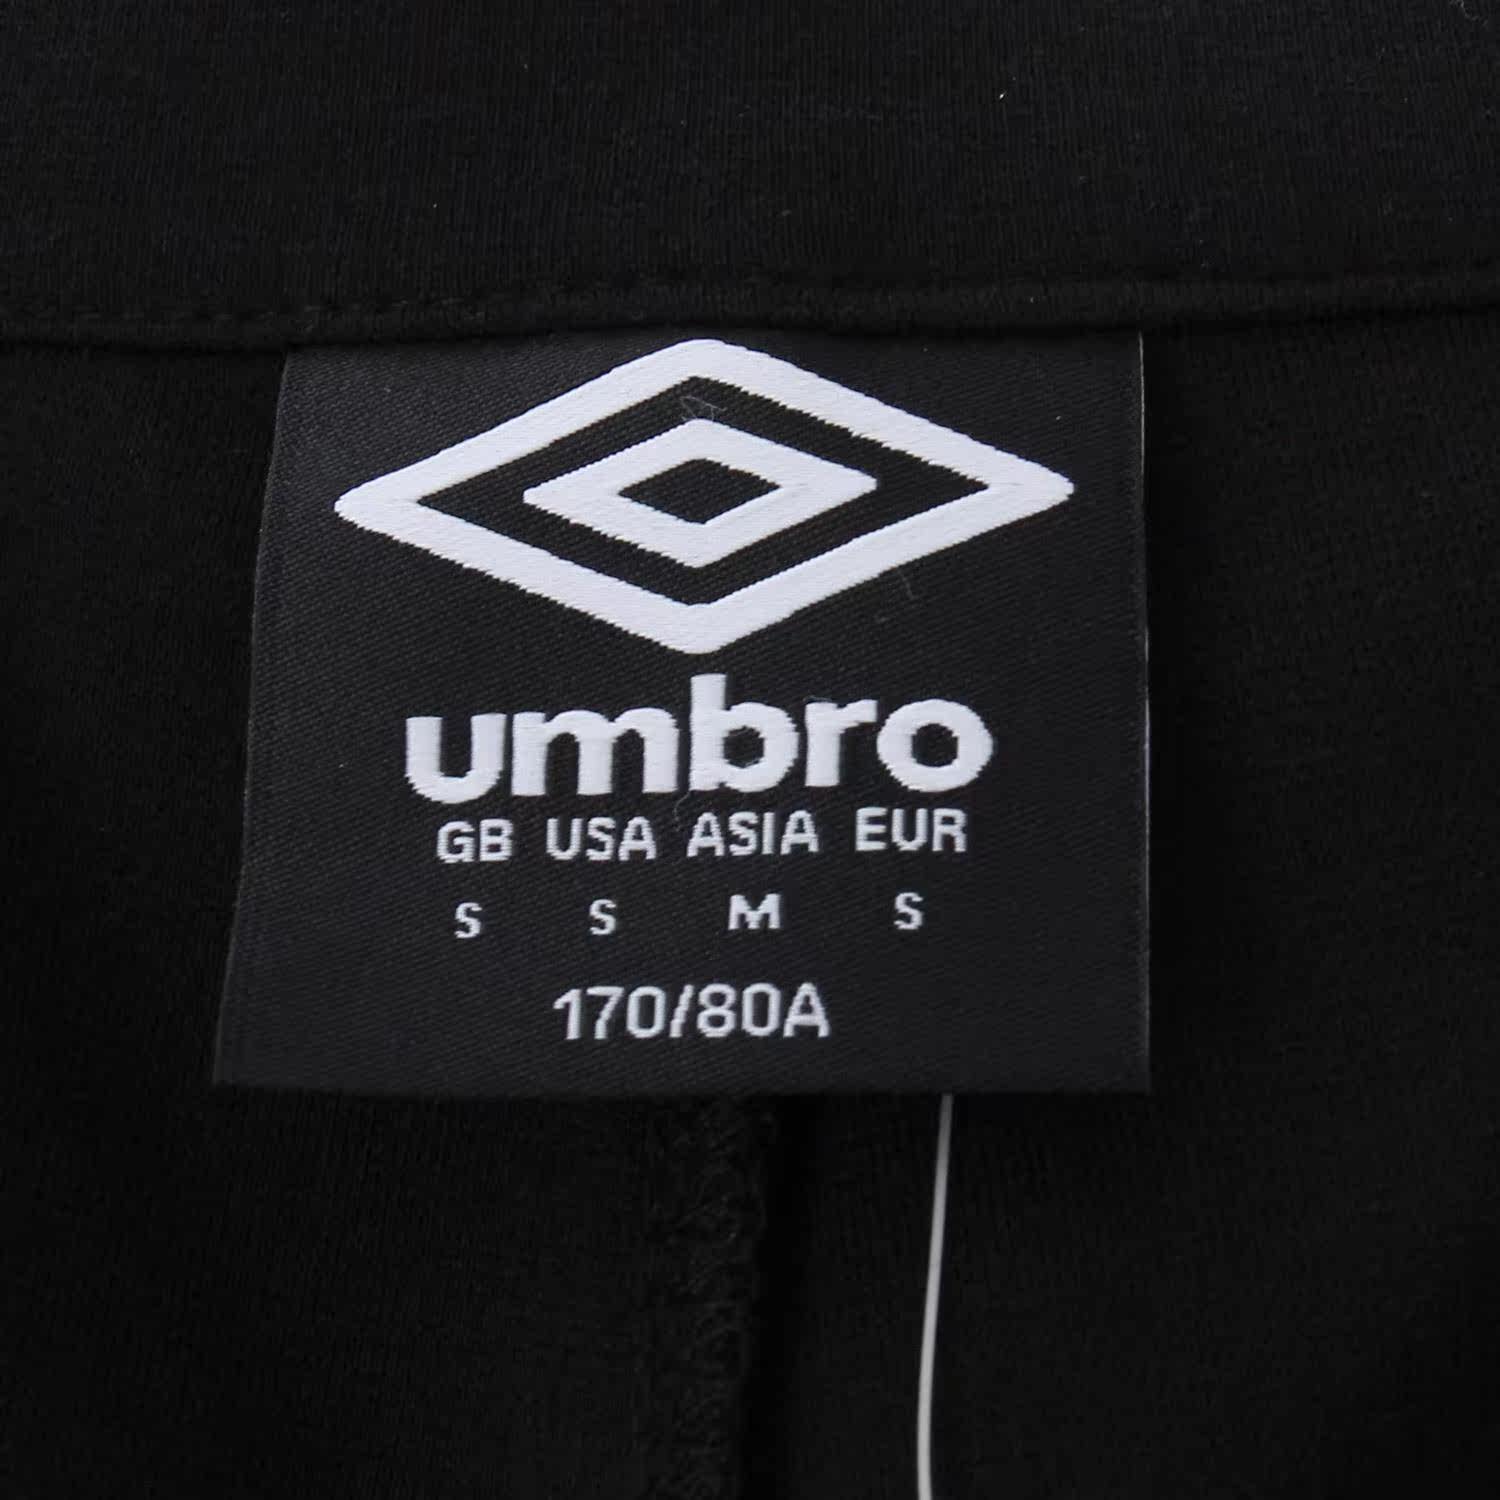 umbro
GB USA ASIA EUR
S S M S
170/80A